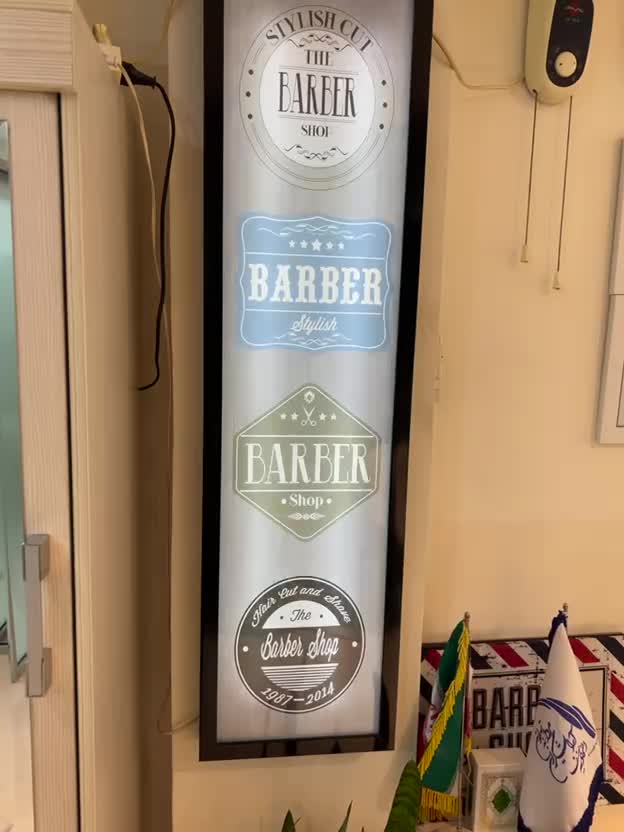 STYLISH CUT
THE
BARBER
SHOP
BARBER
Stylish
BARBER
Shop
Hair Cut and Shave
The
Barber Shop
1987-2014
BARB